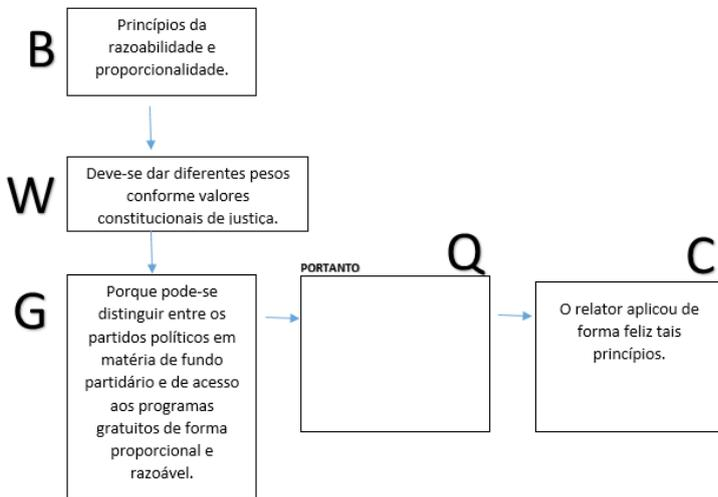 B
Princípios da
razoabilidade e
proporcionalidade.
W
Deve-se dar diferentes pesos
conforme valores
constitucionais de justiça.
G
Porque pode-se
distinguir entre os
partidos políticos em
matéria de fundo
partidário e de acesso
aos programas
gratuitos de forma
proporcional e
razoável.
PORTANTO
Q
C
O relator aplicou de
forma feliz tais
princípios.